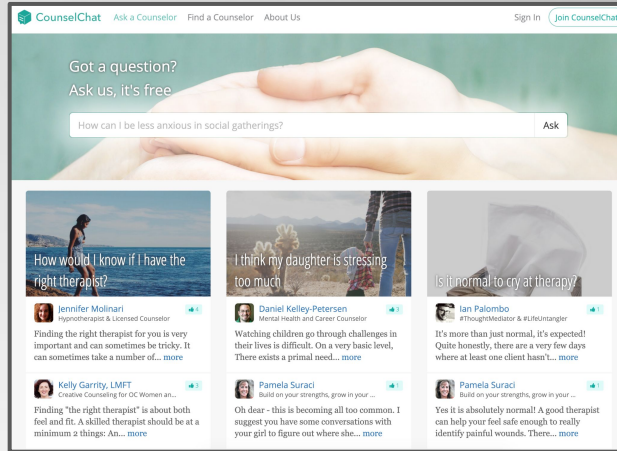 CounselChat
Ask a Counselor
Find a Counselor
About Us
Sign In
Join CounselChat
Got a question?
Ask us, it's free
How can I be less anxious in social gatherings?
Ask
How would I know if I have the
right therapist?
Jennifer Molinari
4
Hypnotherapist & Licensed Counselor
Finding the right therapist for you is very
important and can sometimes be tricky. It
can sometimes take a number of... more
Kelly Garrity, LMFT
3
Creative Counseling for OC Women an...
Finding "the right therapist" is about both
feel and fit. A skilled therapist should be at a
minimum 2 things: An... more
I think my daughter is stressing
too much
Daniel Kelley-Petersen
3
Mental Health and Career Counselor
Watching children go through challenges in
their lives is difficult. On a very basic level,
There exists a primal need... more
Pamela Suraci
1
Build on your strengths, grow in your ...
Oh dear - this is becoming all too common. I
suggest you have some conversations with
your girl to figure out where she... more
Is it normal to cry at therapy?
Ian Palombo
1
#ThoughtMediator & #LifeUntangler
It's more than just normal, it's expected!
Quite honestly, there are a very few days
where at least one client hasn't... more
Pamela Suraci
1
Build on your strengths, grow in your ...
Yes it is absolutely normal! A good therapist
can help your feel safe enough to really
identify painful wounds. There... more